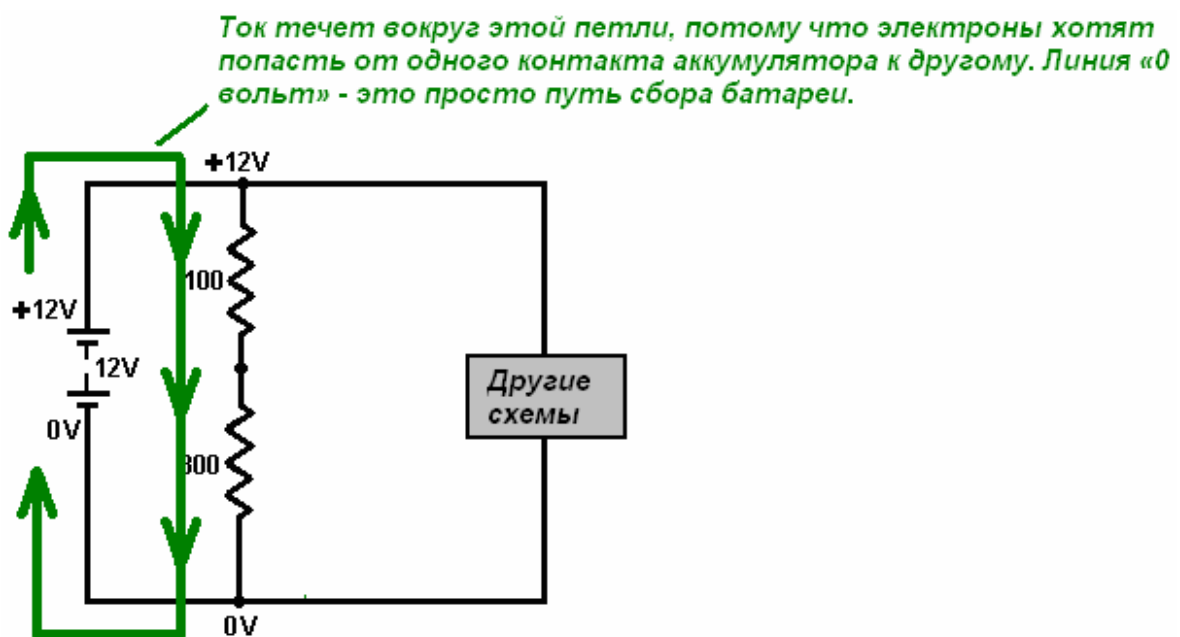 Ток течет вокруг этой петли, потому что электроны хотят
попасть от одного контакта аккумулятора к другому. Линия «0
вольт» - это просто путь сбора батареи.
+12V
100
+12V
12V
Другие
схемы
0V
300
0V